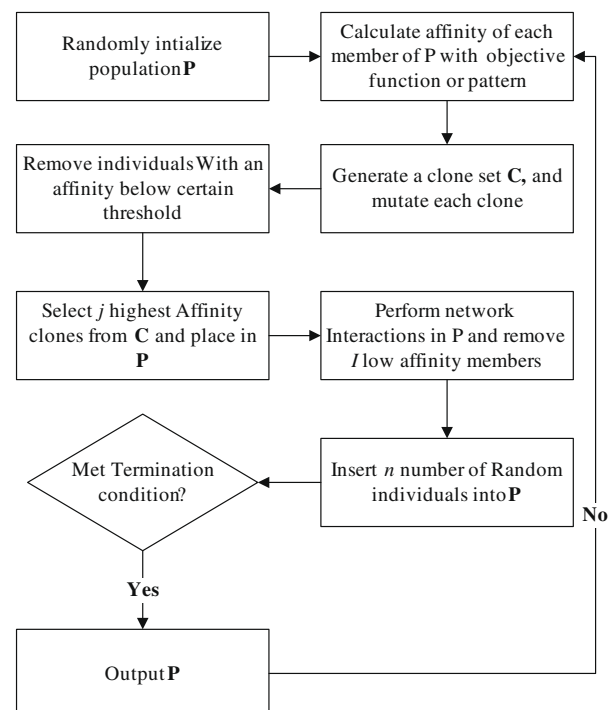 Randomly intialize
population P
Calculate affinity of each
member of P with objective
function or pattern
Remove individuals With an
affinity below certain
threshold
Generate a clone set C, and
mutate each clone
Select j highest Affinity
clones from C and place in
P
Perform network
Interactions in P and remove
I low affinity members
Met Termination
condition?
Insert n number of Random
individuals into P
No
Yes
Output P